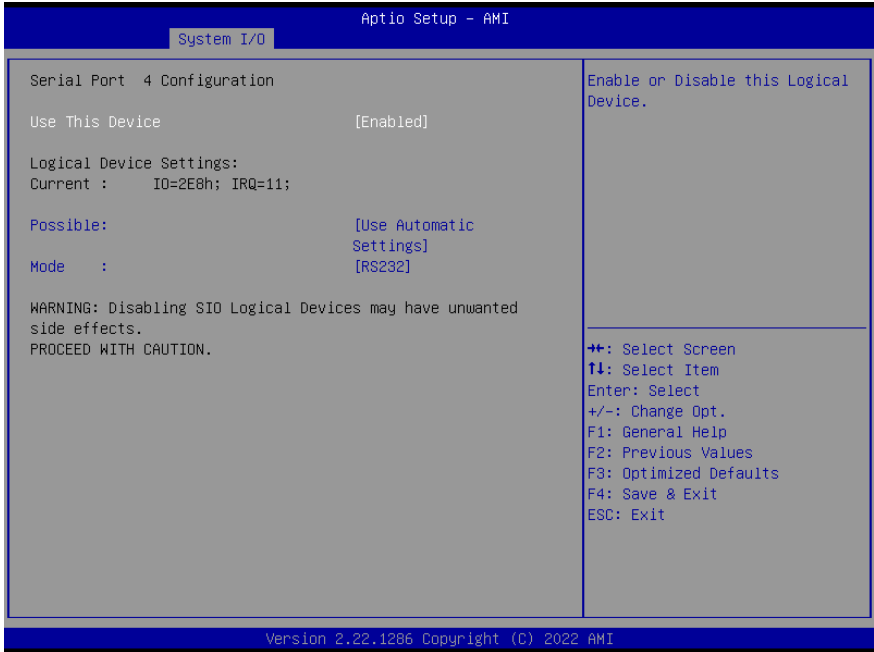 Aptio Setup – AMI
System I/O
Serial Port  4 Configuration
Use This Device [Enabled]
Logical Device Settings:
Current :     IO=2E8h; IRQ=11;
Possible: [Use Automatic
Settings]
Mode    : [RS232]
WARNING: Disabling SIO Logical Devices may have unwanted
side effects.
PROCEED WITH CAUTION.
Enable or Disable this Logical
Device.
→←: Select Screen
↑↓: Select Item
Enter: Select
+/-: Change Opt.
F1: General Help
F2: Previous Values
F3: Optimized Defaults
F4: Save & Exit
ESC: Exit
Version 2.22.1286 Copyright (C) 2022 AMI